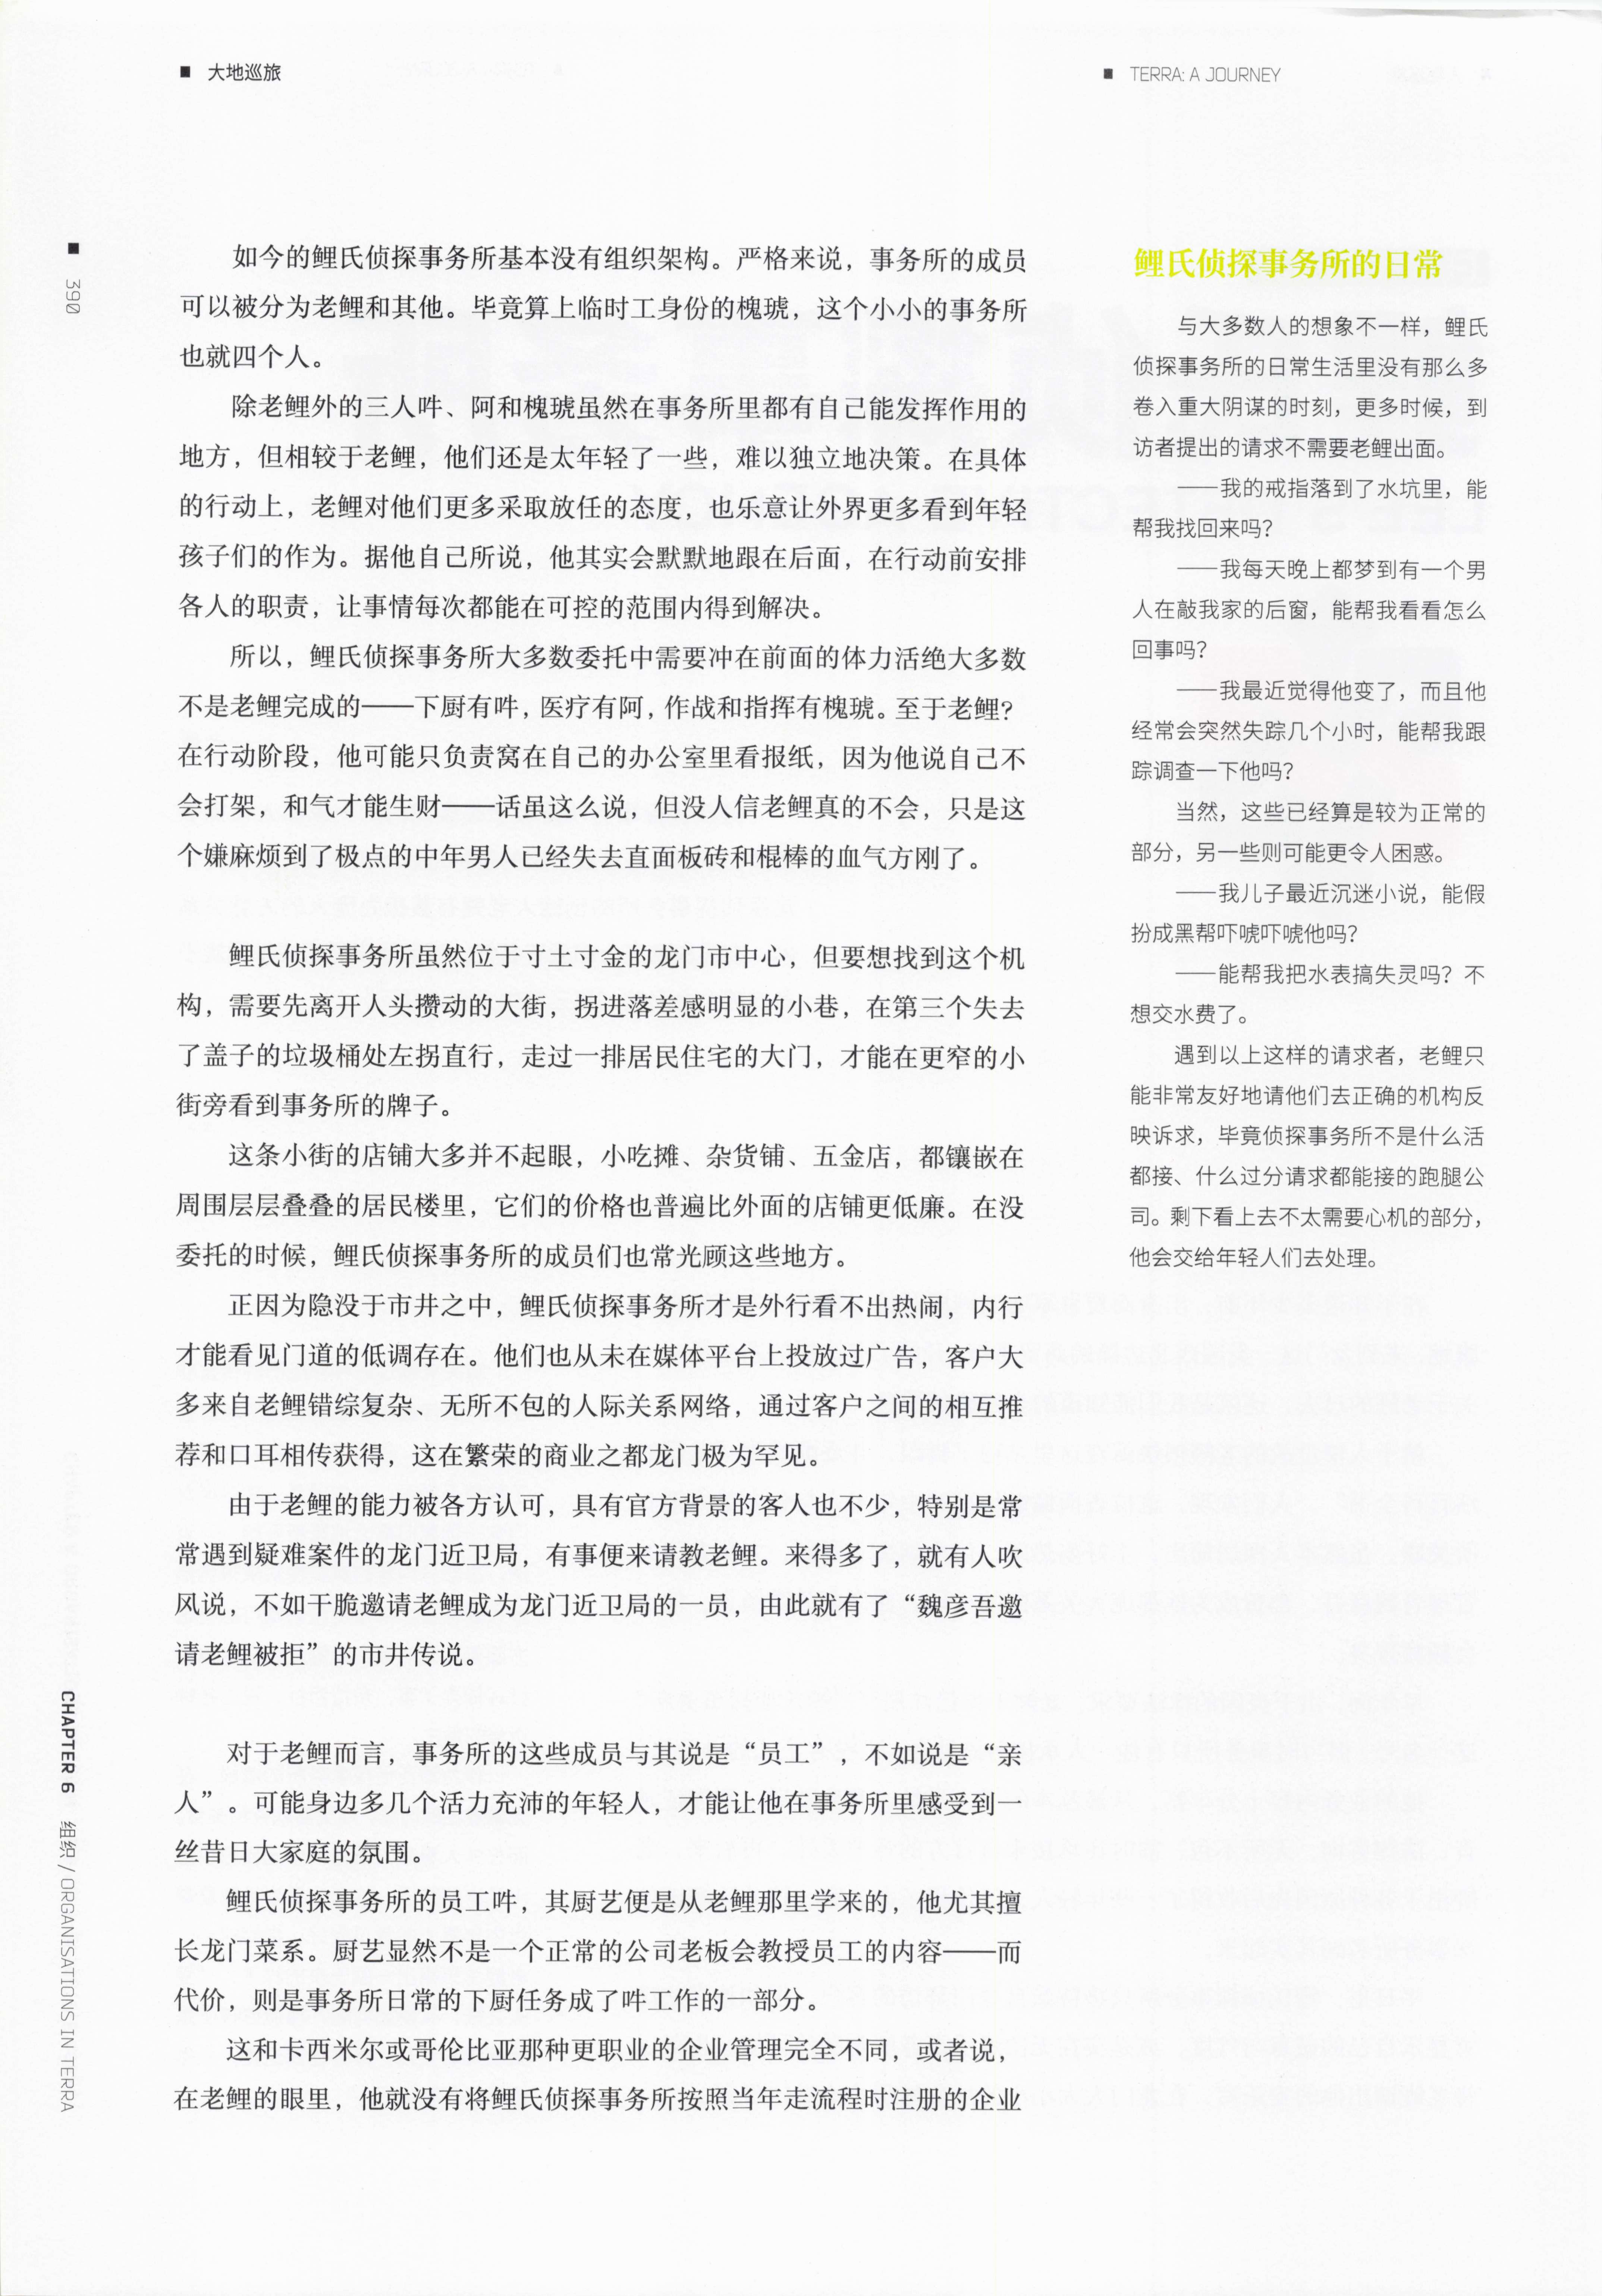 大地巡旅
TERRA: A JOURNEY
390
如今的鲤氏侦探事务所基本没有组织架构。严格来说，事务所的成员
可以被分为老鲤和其他。毕竟算上临时工身份的槐琥，这个小小的事务所
也就四个人。
除老鲤外的三人吽、阿和槐琥虽然在事务所里都有自己能发挥作用的
地方，但相较于老鲤，他们还是太年轻了一些，难以独立地决策。在具体
的行动上，老鲤对他们更多采取放任的态度，也乐意让外界更多看到年轻
孩子们的作为。据他自己所说，他其实会默默地跟在后面，在行动前安排
各人的职责，让事情每次都能在可控的范围内得到解决。
所以，鲤氏侦探事务所大多数委托中需要冲在前面的体力活绝大多数
不是老鲤完成的——下厨有吽，医疗有阿，作战和指挥有槐琥。至于老鲤？
在行动阶段，他可能只负责窝在自己的办公室里看报纸，因为他说自己不
会打架，和气才能生财——话虽这么说，但没人信老鲤真的不会，只是这
个嫌麻烦到了极点的中年男人已经失去直面板砖和棍棒的血气方刚了。
鲤氏侦探事务所虽然位于寸土寸金的龙门市中心，但要想找到这个机
构，需要先离开人头攒动的大街，拐进落差感明显的小巷，在第三个失去
了盖子的垃圾桶处左拐直行，走过一排居民住宅的大门，才能在更窄的小
街旁看到事务所的牌子。
这条小街的店铺大多并不起眼，小吃摊、杂货铺、五金店，都镶嵌在
周围层层叠叠的居民楼里，它们的价格也普遍比外面的店铺更低廉。在没
委托的时候，鲤氏侦探事务所的成员们也常光顾这些地方。
正因为隐没于市井之中，鲤氏侦探事务所才是外行看不出热闹，内行
才能看见门道的低调存在。他们也从未在媒体平台上投放过广告，客户大
多来自老鲤错综复杂、无所不包的人际关系网络，通过客户之间的相互推
荐和口耳相传获得，这在繁荣的商业之都龙门极为罕见。
由于老鲤的能力被各方认可，具有官方背景的客人也不少，特别是常
常遇到疑难案件的龙门近卫局，有事便来请教老鲤。来得多了，就有人吹
风说，不如干脆邀请老鲤成为龙门近卫局的一员，由此就有了“魏彦吾邀
请老鲤被拒”的市井传说。
对于老鲤而言，事务所的这些成员与其说是“员工”，不如说是“亲
人”。可能身边多几个活力充沛的年轻人，才能让他在事务所里感受到一
丝昔日大家庭的氛围。
鲤氏侦探事务所的员工吽，其厨艺便是从老鲤那里学来的，他尤其擅
长龙门菜系。厨艺显然不是一个正常的公司老板会教授员工的内容——而
代价，则是事务所日常的下厨任务成了吽工作的一部分。
这和卡西米尔或哥伦比亚那种更职业的企业管理完全不同，或者说，
在老鲤的眼里，他就没有将鲤氏侦探事务所按照当年走流程时注册的企业
鲤氏侦探事务所的日常
与大多数人的想象不一样，鲤氏
侦探事务所的日常生活里没有那么多
卷入重大阴谋的时刻，更多时候，到
访者提出的请求不需要老鲤出面。
——我的戒指落到了水坑里，能
帮我找回来吗？
——我每天晚上都梦到有一个男
人在敲我家的后窗，能帮我看看怎么
回事吗？
——我最近觉得他变了，而且他
经常会突然失踪几个小时，能帮我跟
踪调查一下他吗？
当然，这些已经算是较为正常的
部分，另一些则可能更令人困惑。
——我儿子最近沉迷小说，能假
扮成黑帮吓唬吓唬他吗？
——能帮我把水表搞失灵吗？不
想交水费了。
遇到以上这样的请求者，老鲤只
能非常友好地请他们去正确的机构反
映诉求，毕竟侦探事务所不是什么活
都接、什么过分请求都能接的跑腿公
司。剩下看上去不太需要心机的部分，
他会交给年轻人们去处理。
CHAPTER 6 组织 / ORGANISATIONS IN TERRA